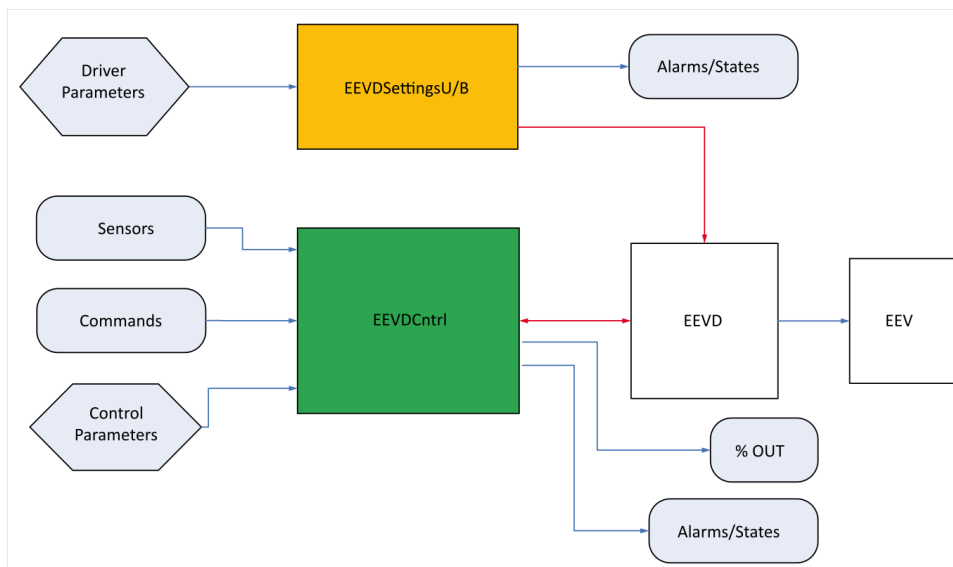 Driver
Parameters
EEVDSettingsU/B
Alarms/States
Sensors
Commands
EEVDCntrl
EEVD
EEV
Control
Parameters
% OUT
Alarms/States